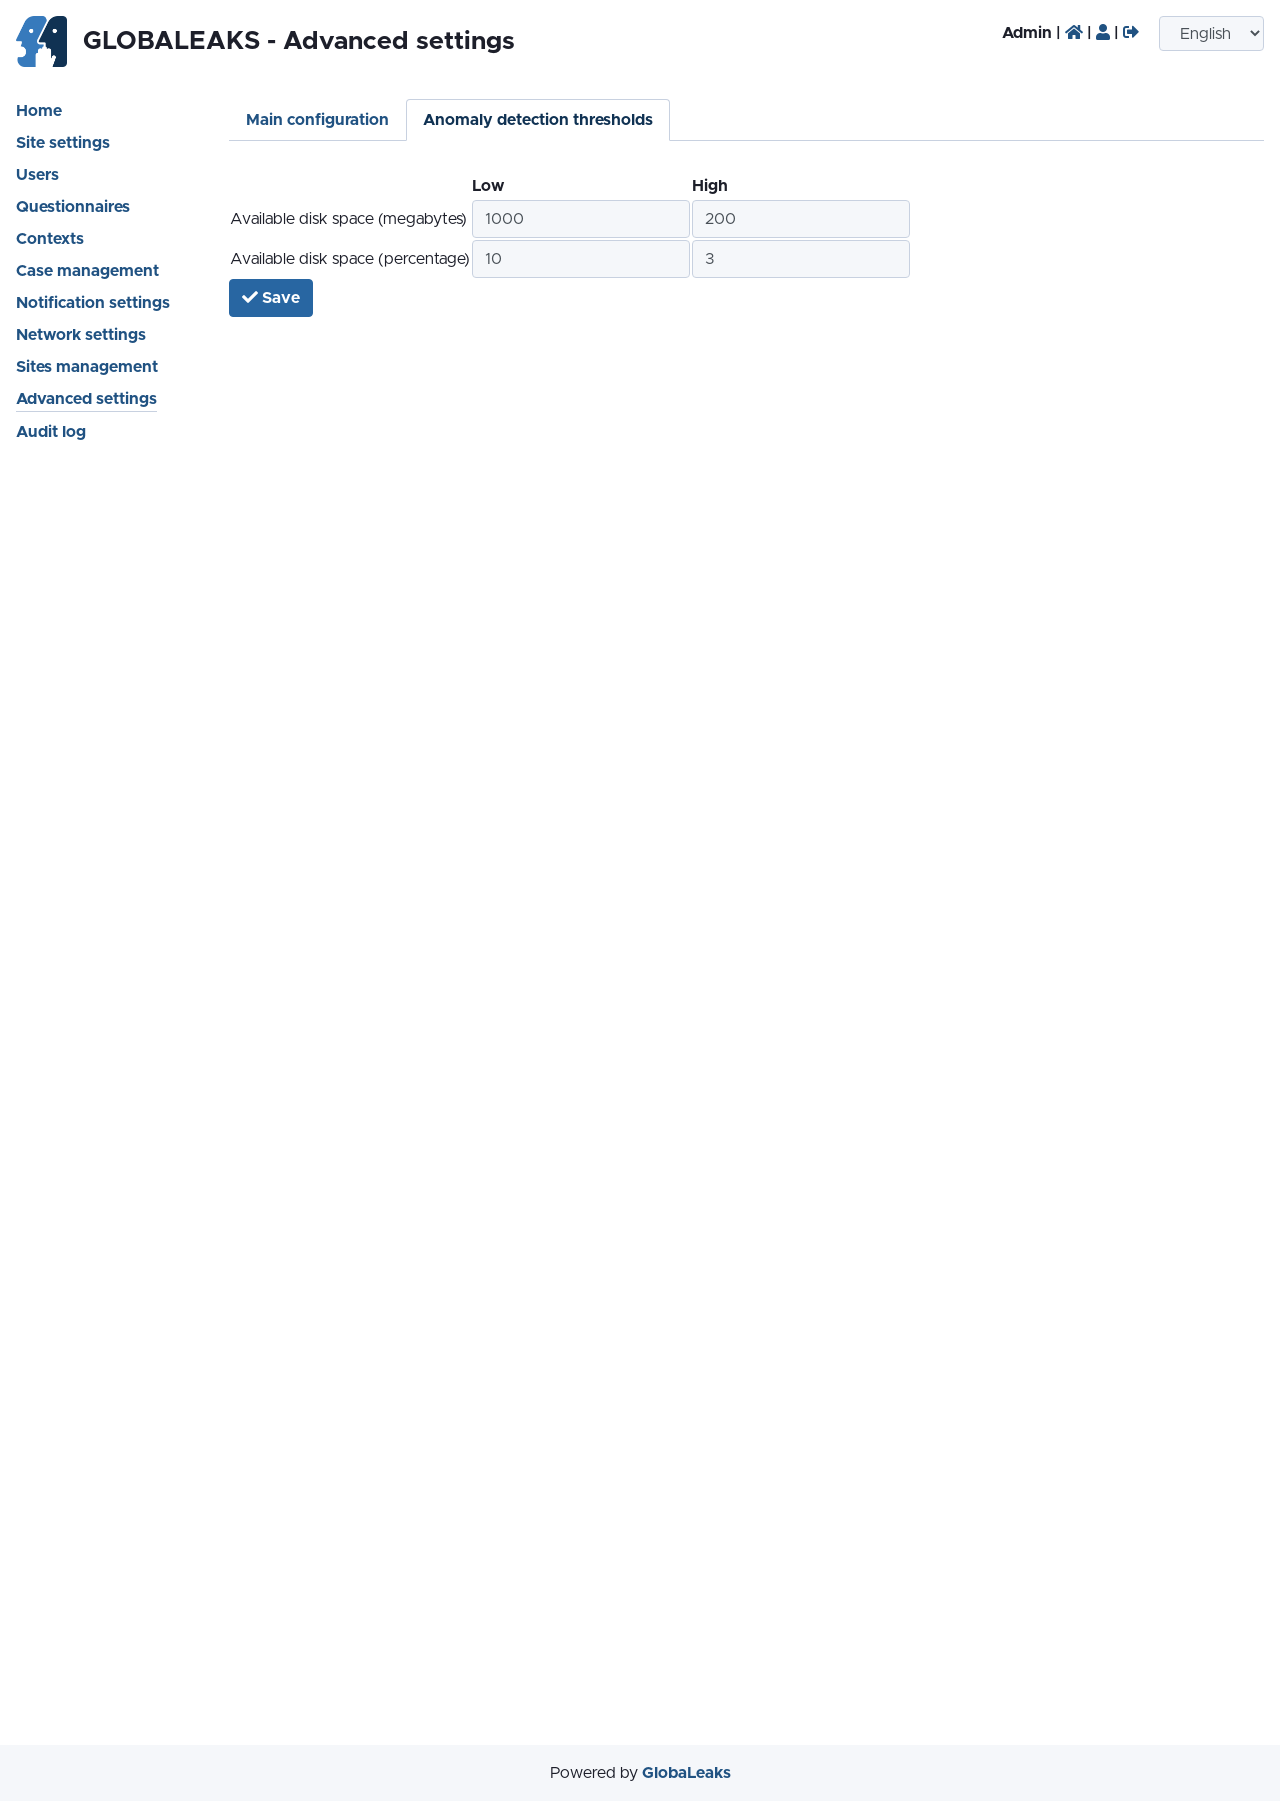 GLOBALEAKS - Advanced settings
Admin | | |
English
Home
Site settings
Users
Questionnaires
Contexts
Case management
Notification settings
Network settings
Sites management
Advanced settings
Audit log
Main configuration
Anomaly detection thresholds
Low High
Available disk space (megabytes) 1000 200
Available disk space (percentage) 10 3
Save
Powered by GlobaLeaks